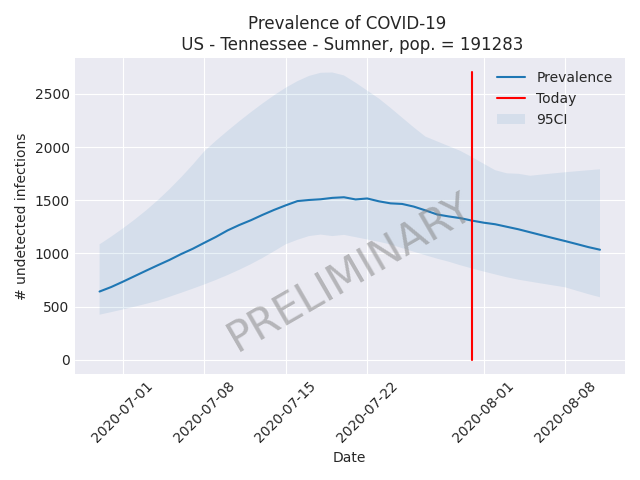 Prevalence of COVID-19
US - Tennessee - Sumner, pop. = 191283
Prevalence
Today
95CI
# undetected infections
2500
2000
1500
1000
500
0
PRELIMINARY
2020-07-01
2020-07-08
2020-07-15
2020-07-22
2020-08-01
2020-08-08
Date